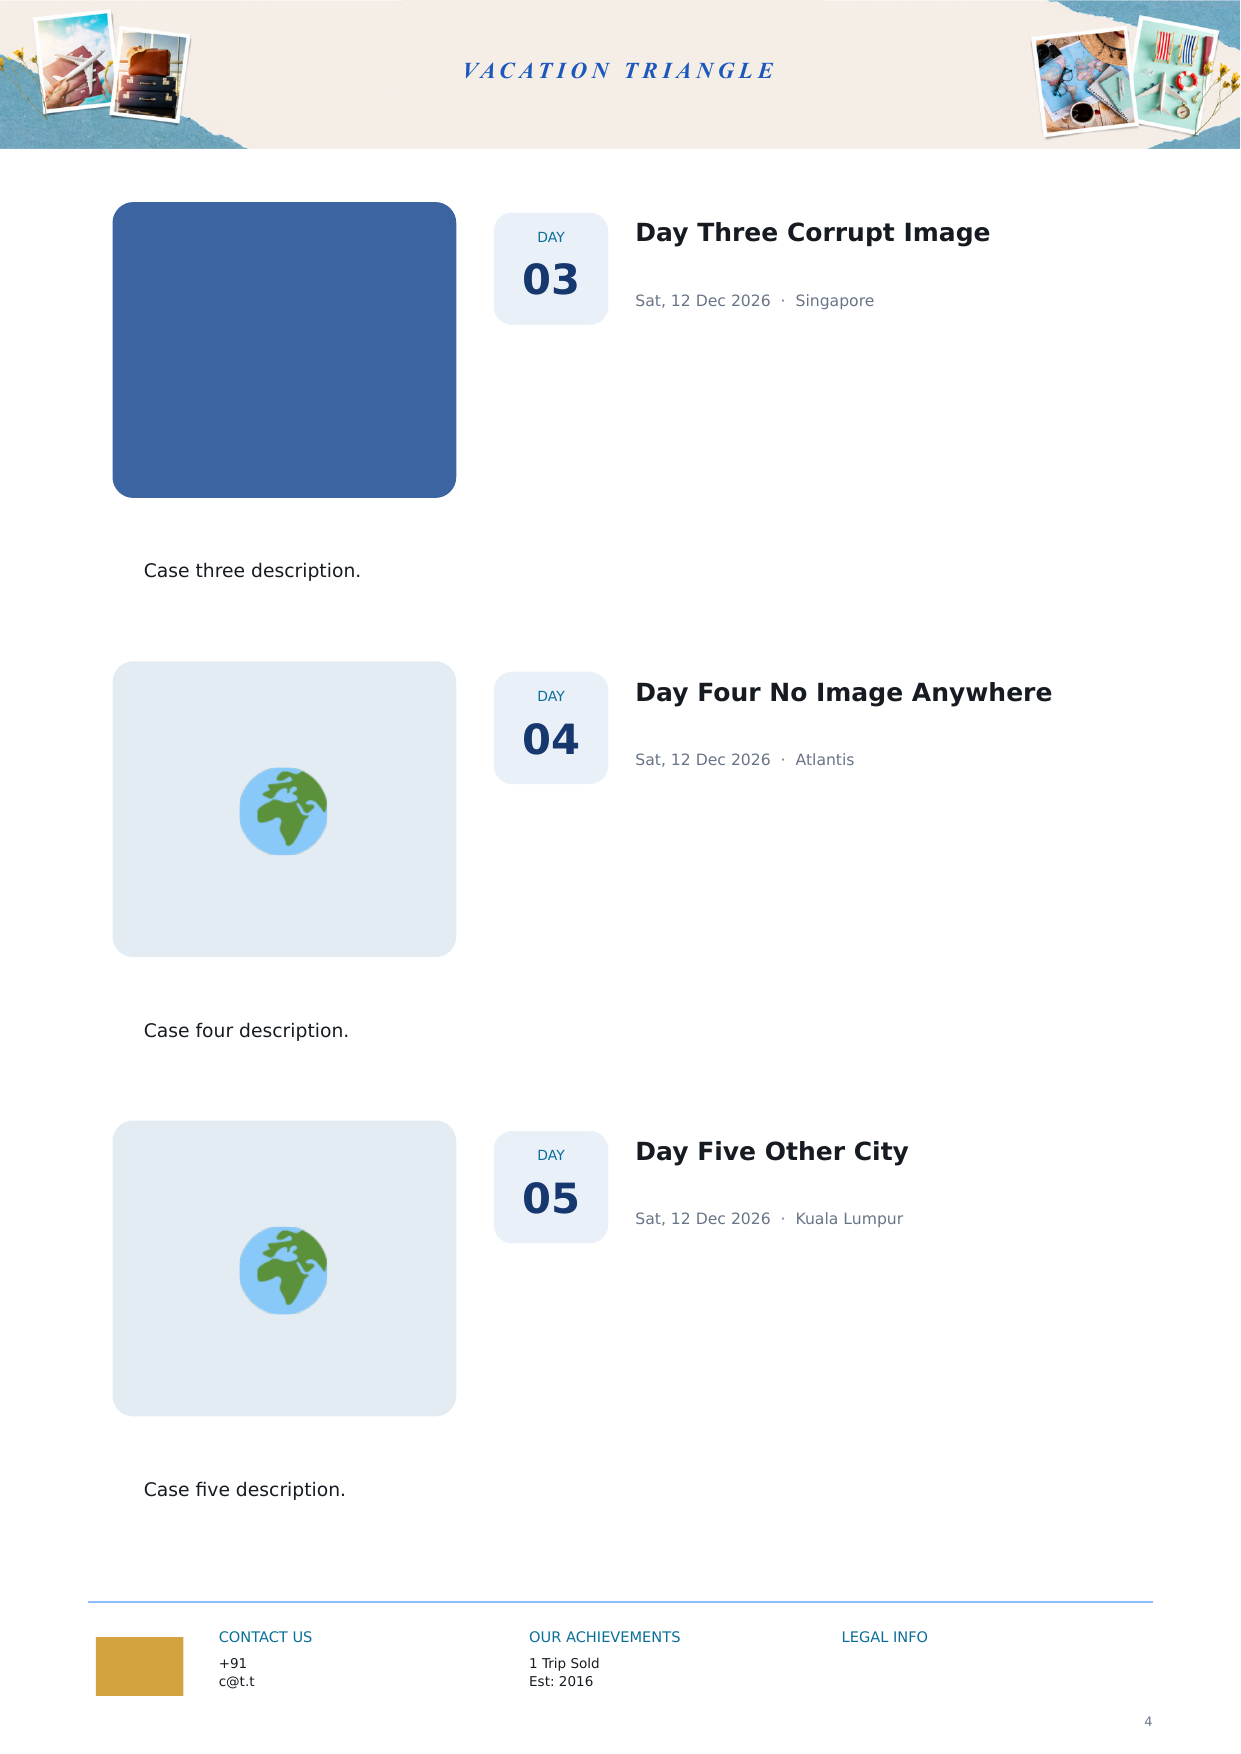 VACATION TRIANGLE
DAY
03
Day Three Corrupt Image
Sat, 12 Dec 2026 · Singapore
Case three description.
DAY
04
Day Four No Image Anywhere
Sat, 12 Dec 2026 · Atlantis
Case four description.
DAY
05
Day Five Other City
Sat, 12 Dec 2026 · Kuala Lumpur
Case five description.
CONTACT US
+91
c@t.t
OUR ACHIEVEMENTS
1 Trip Sold
Est: 2016
LEGAL INFO
4